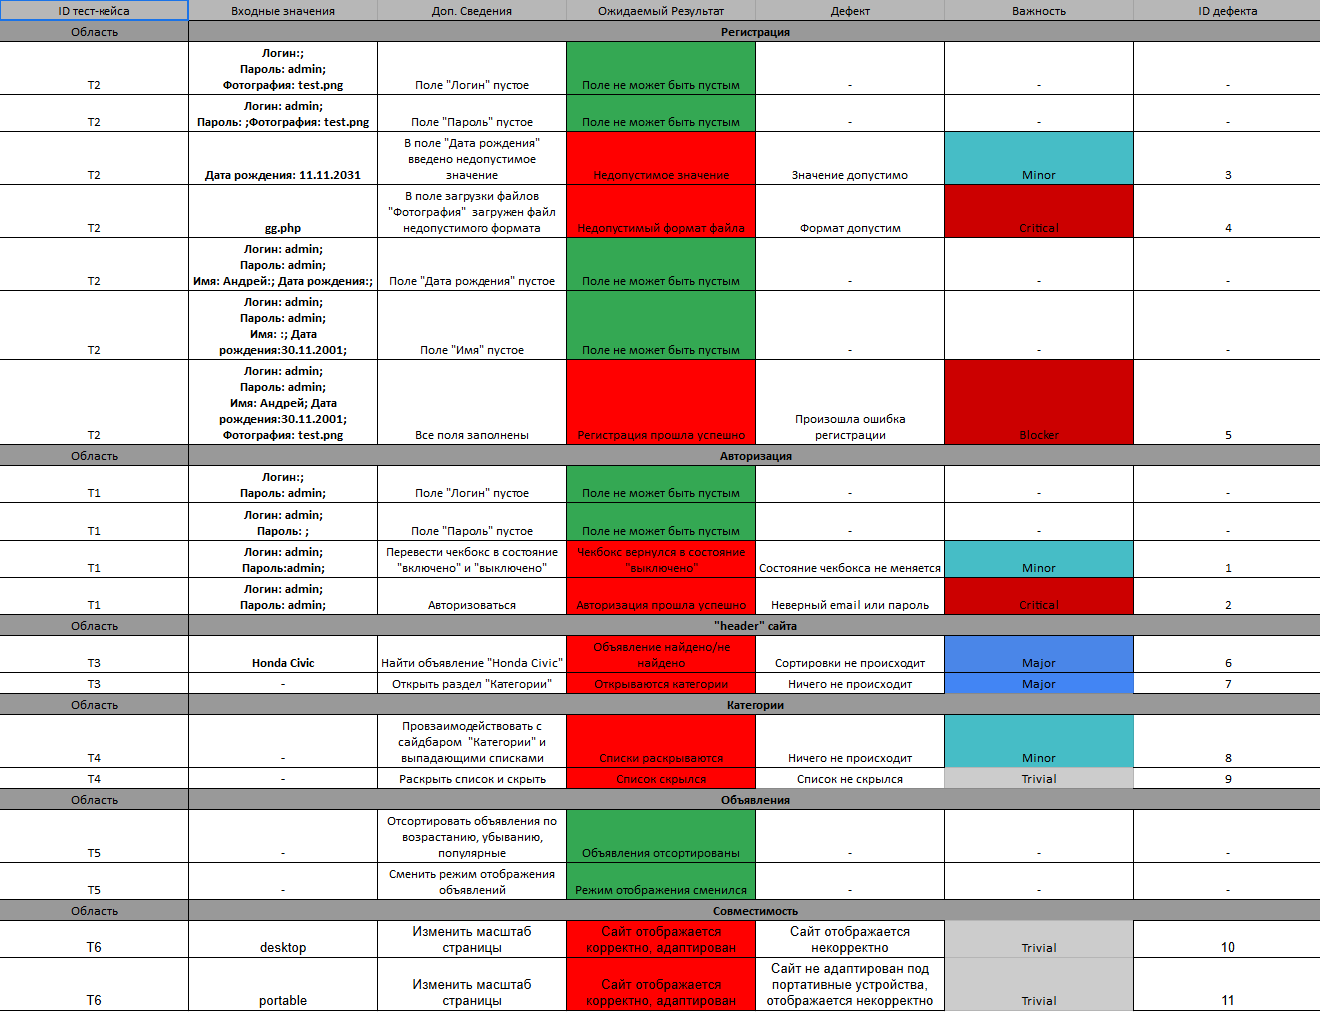 ID тест-кейса Входные значения Доп. Сведения Ожидаемый Результат Дефект Важность ID дефекта
Область Регистрация
Логин:;
Пароль: admin;
T2 Фотография: test.png Поле "Логин" пустое Поле не может быть пустым - - -
Логин: admin;
T2 Пароль: ;Фотография: test.png Поле "Пароль" пустое Поле не может быть пустым - - -
В поле "Дата рождения"
введено недопустимое
T2 Дата рождения: 11.11.2031 значение Недопустимое значение Значение допустимо Minor 3
В поле загрузки файлов
"Фотография" загружен файл
T2 gg.php недопустимого формата Недопустимый формат файла Формат допустим Critical 4
Логин: admin;
Пароль: admin;
T2 Имя: Андрей:; Дата рождения:; Поле "Дата рождения" пустое Поле не может быть пустым - - -
Логин: admin;
Пароль: admin;
Имя: :; Дата
T2 рождения:30.11.2001; Поле "Имя" пустое Поле не может быть пустым - - -
Логин: admin;
Пароль: admin;
Имя: Андрей; Дата
рождения:30.11.2001; Произошла ошибка
T2 Фотография: test.png Все поля заполнены Регистрация прошла успешно регистрации Blocker 5
Область Авторизация
Логин:;
T1 Пароль: admin; Поле "Логин" пустое Поле не может быть пустым - - -
Логин: admin;
T1 Пароль: ; Поле "Пароль" пустое Поле не может быть пустым - - -
Логин: admin; Перевести чекбокс в состояние Чекбокс вернулся в состояние
T1 Пароль:admin; "включено" и "выключено" "выключено" Состояние чекбокса не меняется Minor 1
Логин: admin;
T1 Пароль: admin; Авторизоваться Авторизация прошла успешно Неверный email или пароль Critical 2
Область "header" сайта
Объявление найдено/не
T3 Honda Civic Найти объявление "Honda Civic" найдено Сортировки не происходит Major 6
T3 - Открыть раздел "Категории" Открываются категории Ничего не происходит Major 7
Область Категории
Провзаимодействовать с
сайдбаром "Категории" и
T4 - выпадающими списками Списки раскрываются Ничего не происходит Minor 8
T4 - Раскрыть список и скрыть Список скрылся Список не скрылся Trivial 9
Область Объявления
Отсортировать объявления по
возрастанию, убыванию,
T5 - популярные Объявления отсортированы - - -
Сменить режим отображения
T5 - объявлений Режим отображения сменился - - -
Область Совместимость
Изменить масштаб Сайт отображается Сайт отображается
T6 desktop страницы корректно, адаптирован некорректно Trivial 10
Сайт не адаптирован под
Изменить масштаб Сайт отображается портативные устройства,
T6 portable страницы корректно, адаптирован отображается некорректно Trivial 11